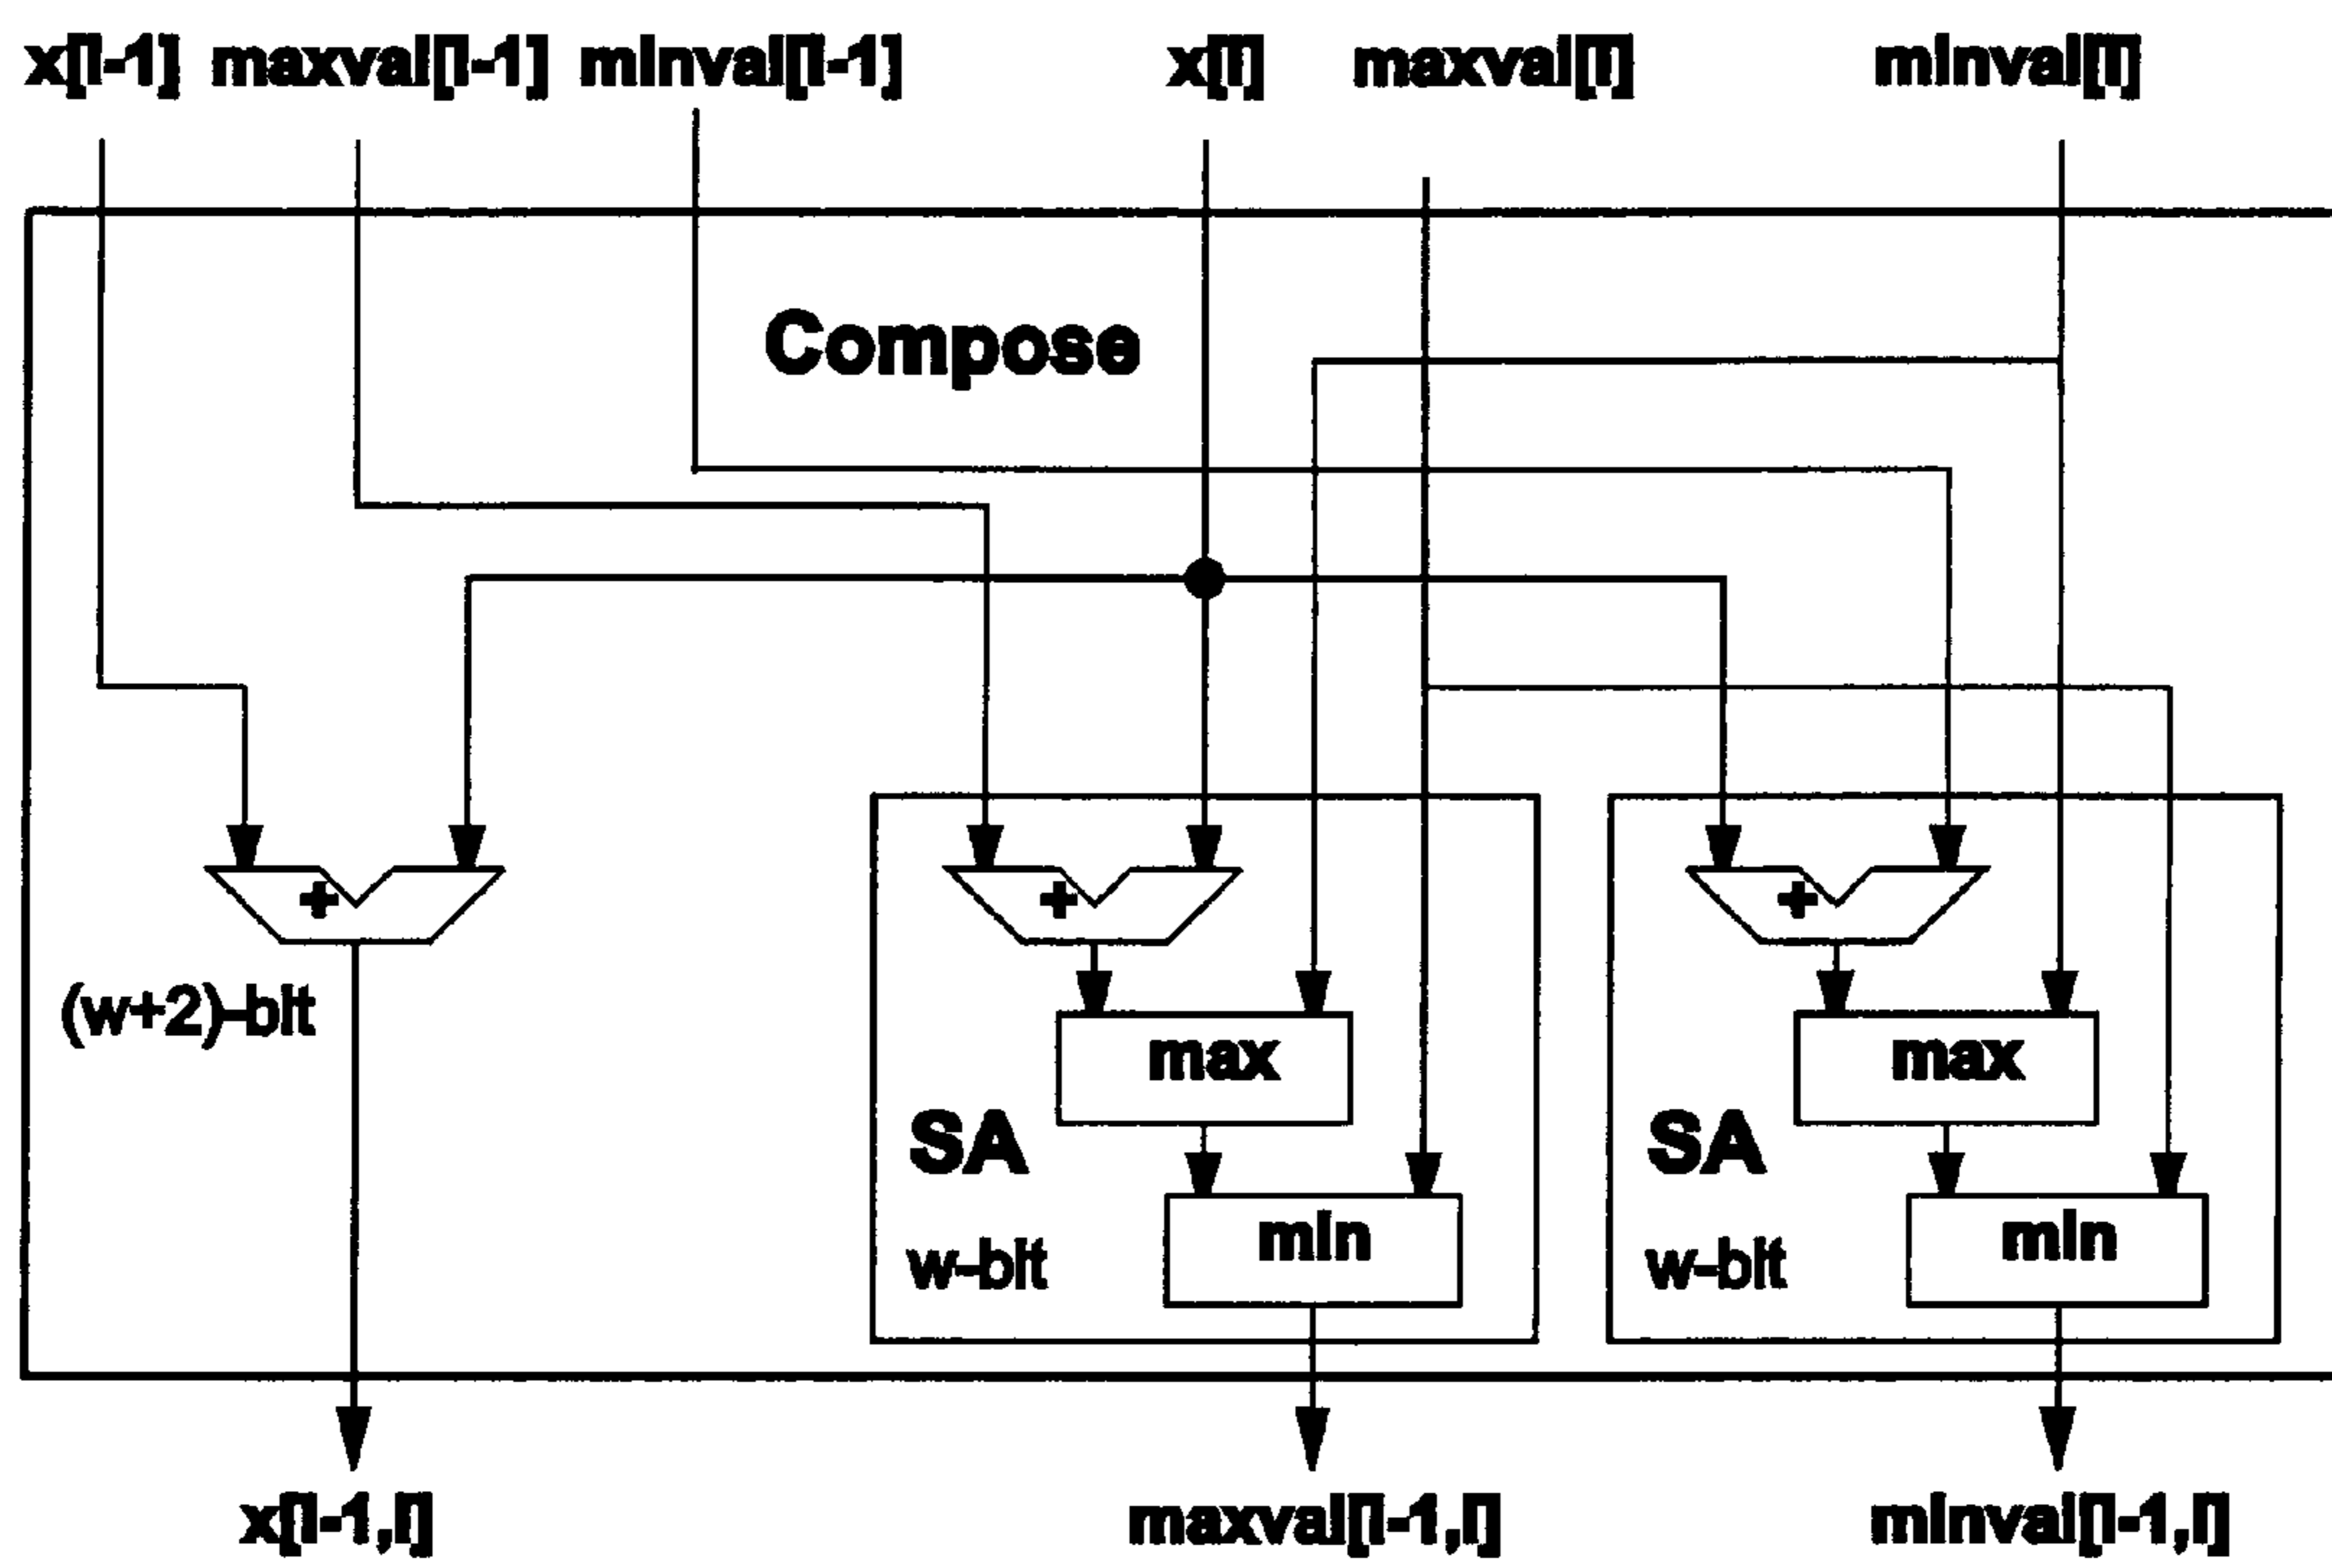 x[i-1] maxval[i-1] minval[i-1] x[i] maxval[i] minval[i]
Compose
+ + +
(w+2)-bit
max max
SA SA
min min
w-bit w-bit
x[i-1,i] maxval[i-1,i] minval[i-1,i]